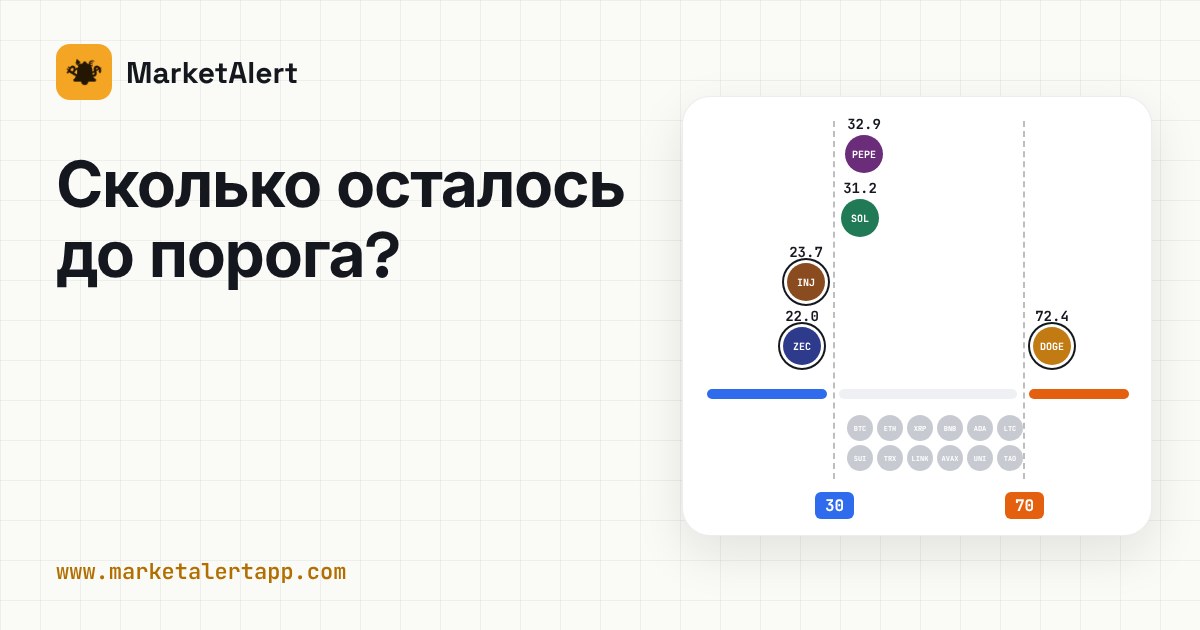 MarketAlert
Сколько осталось
до порога?
www.marketalertapp.com
32.9
PEPE
31.2
SOL
23.7
INJ
22.0
ZEC
72.4
DOGE
BTC ETH XRP BNB ADA LTC
SUI TRX LINK AVAX UNI TAO
30 70